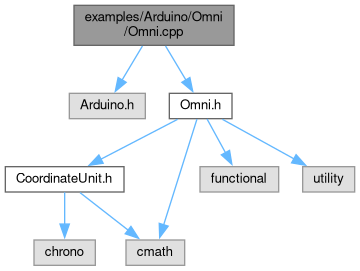 examples/Arduino/Omni
/Omni.cpp
Arduino.h
Omni.h
CoordinateUnit.h
functional
utility
chrono
cmath